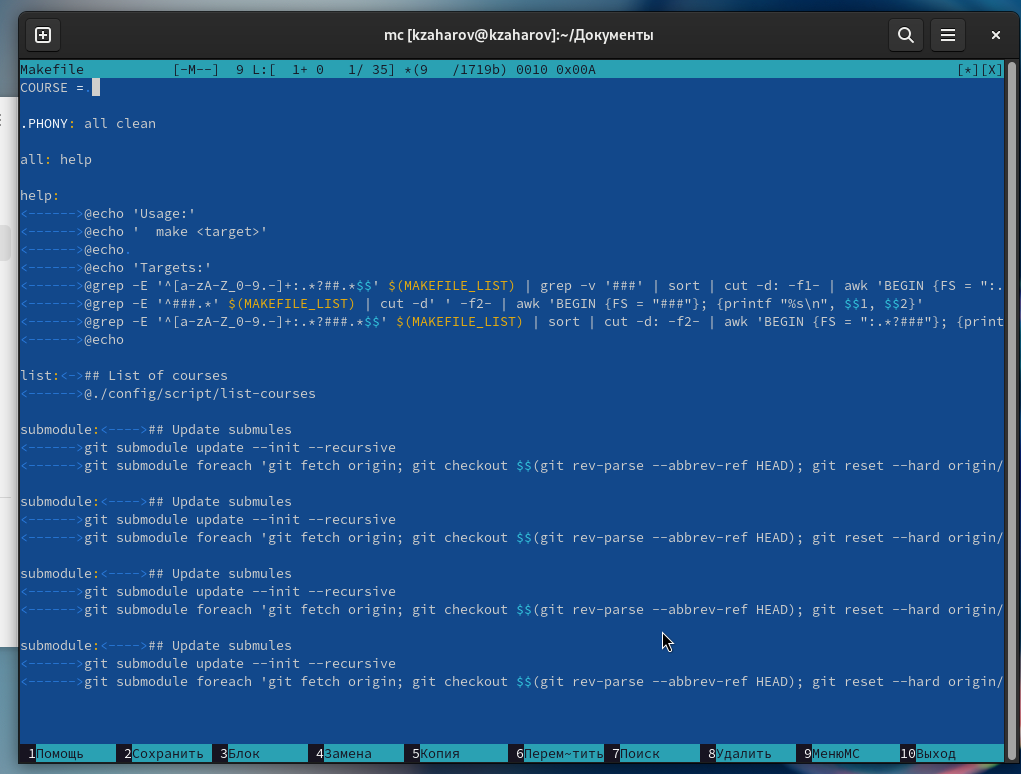 mc [kzaharov@kzaharov]:~/Документы
Makefile [-M--] 9 L:[ 1+ 0 1/ 35] *(9 /1719b) 0010 0x00A [*][X]
COURSE =.
.PHONY: all clean
all: help
help:
<------>@echo 'Usage:'
<------>@echo '  make <target>'
<------>@echo.
<------>@echo 'Targets:'
<------>@grep -E '^[a-zA-Z_0-9.-]+:.*?##.*$$' $(MAKEFILE_LIST) | grep -v '###' | sort | cut -d: -f1- | awk 'BEGIN {FS = ":.
<------>@grep -E '^###.*' $(MAKEFILE_LIST) | cut -d' ' -f2- | awk 'BEGIN {FS = "###"}; {printf "%s\n", $$1, $$2}'
<------>@grep -E '^[a-zA-Z_0-9.-]+:.*?###.*$$' $(MAKEFILE_LIST) | sort | cut -d: -f2- | awk 'BEGIN {FS = ":.*?###"}; {print
<------>@echo
list:<->## List of courses
<------>@./config/script/list-courses
submodule:<---->## Update submules
<------>git submodule update --init --recursive
<------>git submodule foreach 'git fetch origin; git checkout $$(git rev-parse --abbrev-ref HEAD); git reset --hard origin/
submodule:<---->## Update submules
<------>git submodule update --init --recursive
<------>git submodule foreach 'git fetch origin; git checkout $$(git rev-parse --abbrev-ref HEAD); git reset --hard origin/
submodule:<---->## Update submules
<------>git submodule update --init --recursive
<------>git submodule foreach 'git fetch origin; git checkout $$(git rev-parse --abbrev-ref HEAD); git reset --hard origin/
submodule:<---->## Update submules
<------>git submodule update --init --recursive
<------>git submodule foreach 'git fetch origin; git checkout $$(git rev-parse --abbrev-ref HEAD); git reset --hard origin/
1Помощь 2Сохранить 3Блок 4Замена 5Копия 6Перем~тить 7Поиск 8Удалить 9МенюМС 10Выход